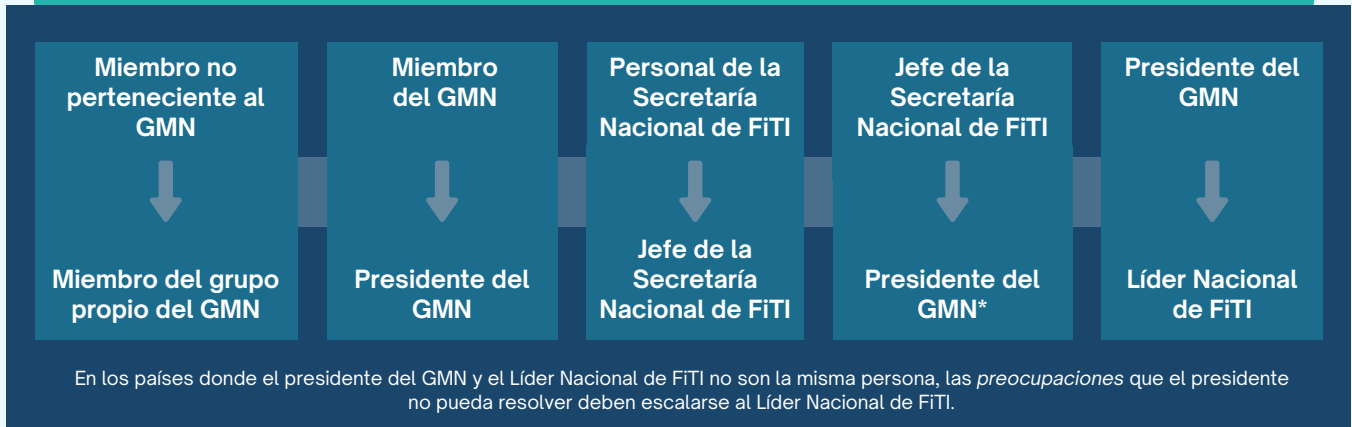 Miembro no
perteneciente al
GMN
Miembro del grupo
propio del GMN
Miembro
del GMN
Presidente del
GMN
Personal de la
Secretaría
Nacional de FiTI
Jefe de la
Secretaría
Nacional de FiTI
Jefe de la
Secretaría
Nacional de FiTI
Presidente del
GMN*
Presidente del
GMN
Líder Nacional
de FiTI
En los países donde el presidente del GMN y el Líder Nacional de FiTI no son la misma persona, las preocupaciones que el presidente
no pueda resolver deben escalarse al Líder Nacional de FiTI.